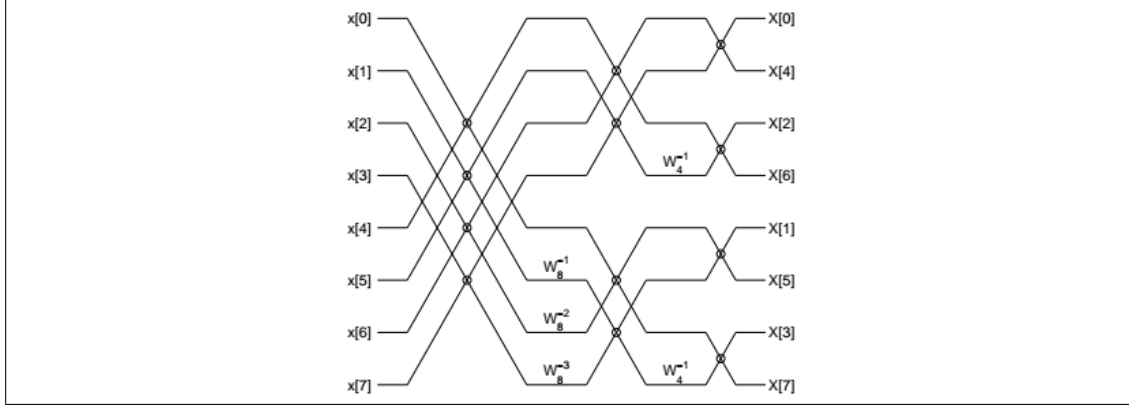 x[0] X[0]
x[1] X[4]
x[2] X[2]
x[3] W₄⁻¹ X[6]
x[4] X[1]
x[5] W₈⁻¹ X[5]
x[6] W₈⁻² X[3]
x[7] W₈⁻³ W₄⁻¹ X[7]